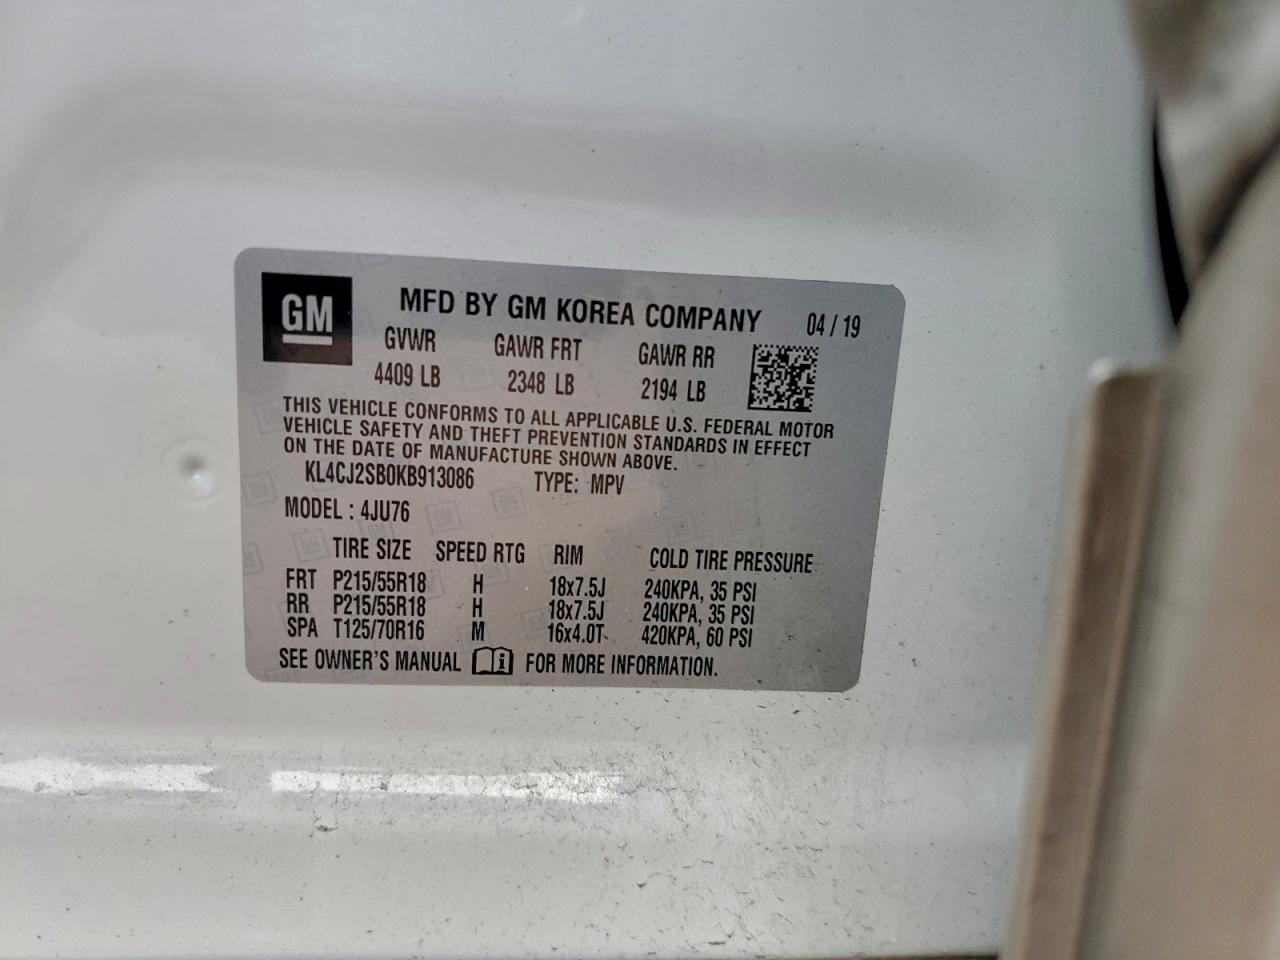 GM
MFD BY GM KOREA COMPANY 04 / 19
GVWR GAWR FRT GAWR RR
4409 LB 2348 LB 2194 LB
THIS VEHICLE CONFORMS TO ALL APPLICABLE U.S. FEDERAL MOTOR
VEHICLE SAFETY AND THEFT PREVENTION STANDARDS IN EFFECT
ON THE DATE OF MANUFACTURE SHOWN ABOVE.
KL4CJ2SB0KB913086 TYPE: MPV
MODEL : 4JU76
TIRE SIZE SPEED RTG RIM COLD TIRE PRESSURE
FRT P215/55R18 H 18x7.5J 240KPA, 35 PSI
RR P215/55R18 H 18x7.5J 240KPA, 35 PSI
SPA T125/70R16 M 16x4.0T 420KPA, 60 PSI
SEE OWNER'S MANUAL i FOR MORE INFORMATION.